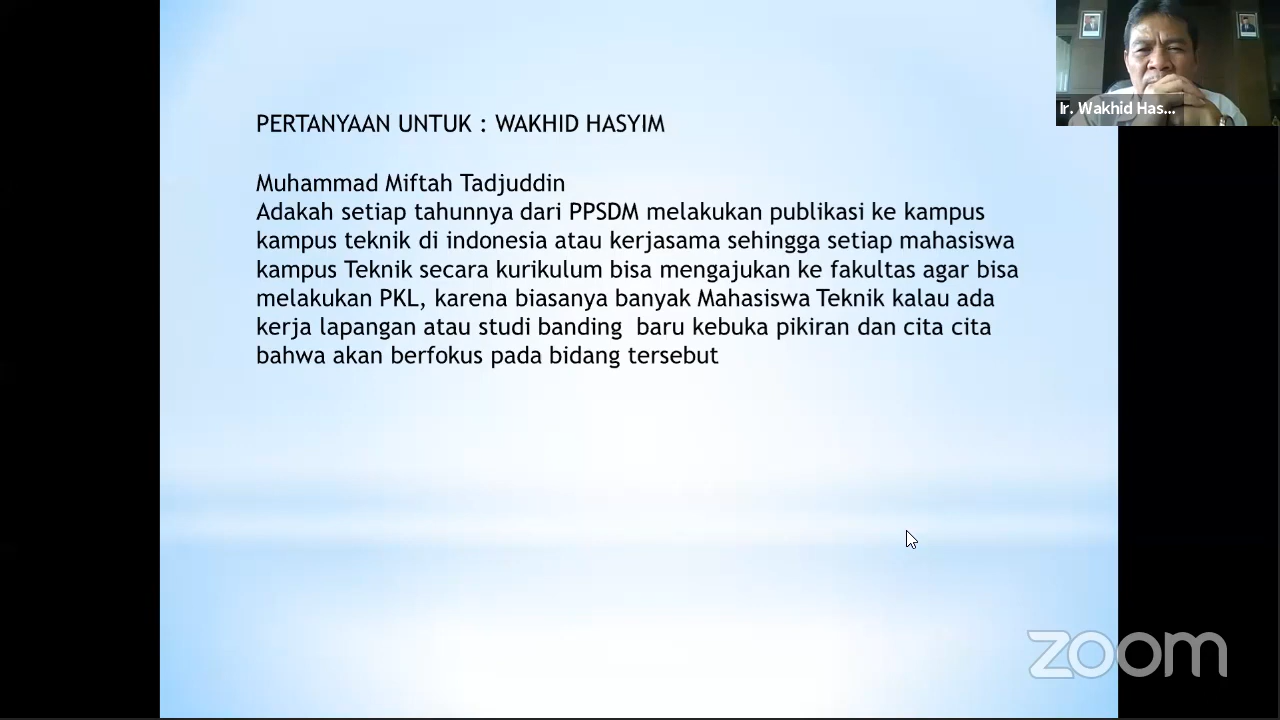 PERTANYAAN UNTUK : WAKHID HASYIM
Muhammad Miftah Tadjuddin
Adakah setiap tahunnya dari PPSDM melakukan publikasi ke kampus
kampus teknik di indonesia atau kerjasama sehingga setiap mahasiswa
kampus Teknik secara kurikulum bisa mengajukan ke fakultas agar bisa
melakukan PKL, karena biasanya banyak Mahasiswa Teknik kalau ada
kerja lapangan atau studi banding  baru kebuka pikiran dan cita cita
bahwa akan berfokus pada bidang tersebut
Ir. Wakhid Has...
zoom